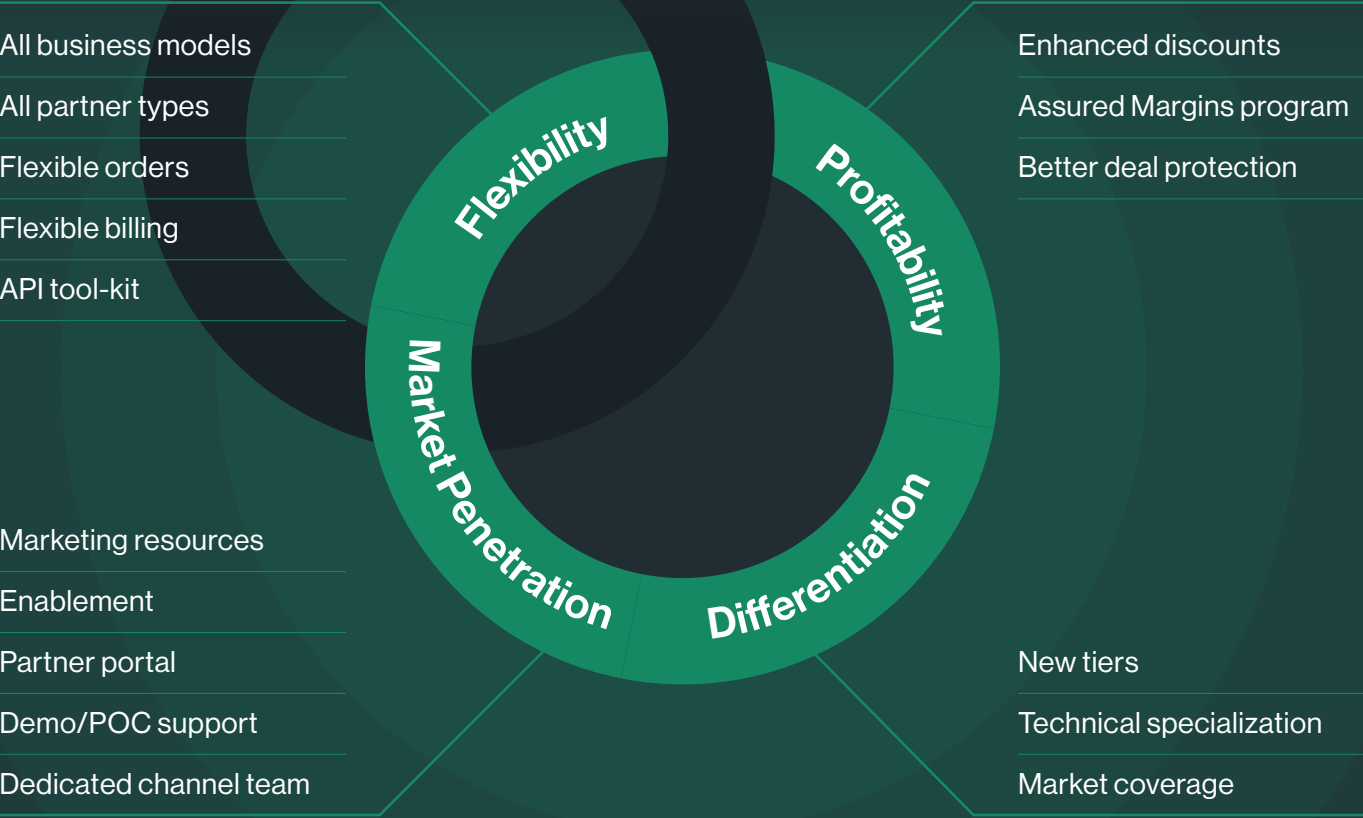 All business models
All partner types
Flexible orders
Flexible billing
API tool-kit
Flexibility
Profitability
Enhanced discounts
Assured Margins program
Better deal protection
Marketing resources
Enablement
Partner portal
Demo/POC support
Dedicated channel team
Market Penetration
Differentiation
New tiers
Technical specialization
Market coverage